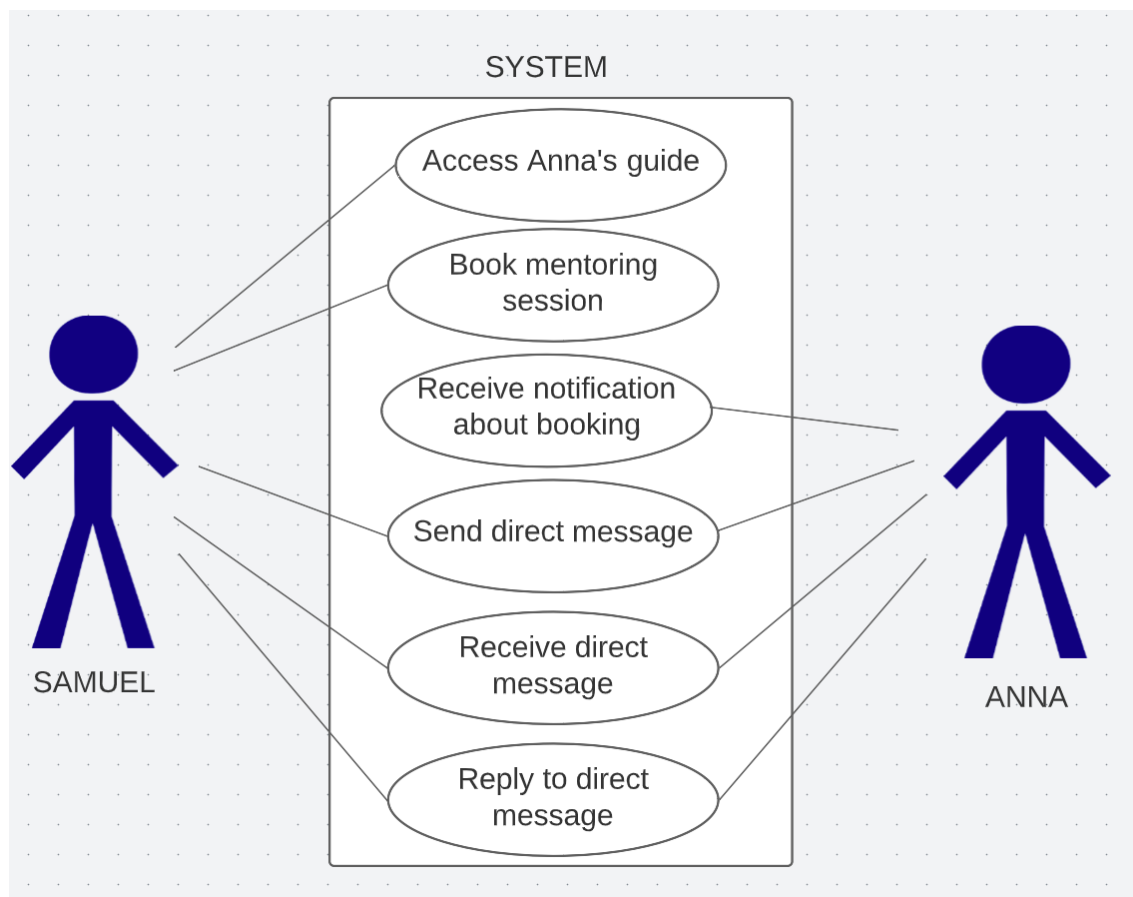 SYSTEM
Access Anna's guide
Book mentoring
session
Receive notification
about booking
Send direct message
Receive direct
message
Reply to direct
message
SAMUEL
ANNA